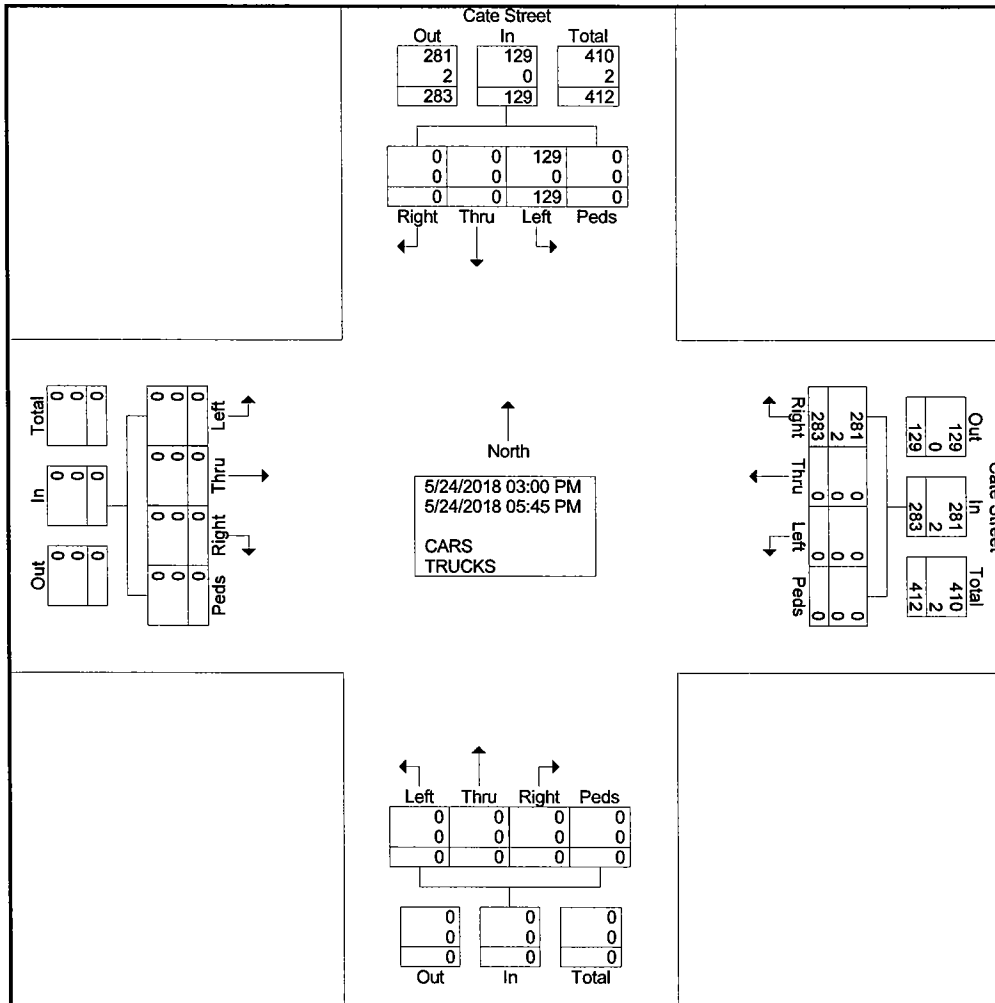 Cate Street
Out In Total
281 129 410
2 0 2
283 129 412
0 0 129 0
0 0 0 0
0 0 129 0
Right Thru Left Peds
Total
0 0 0
In
0 0 0
Out
0 0 0
Left
0 0 0
Thru
0 0 0
Right
0 0 0
Peds
0 0 0
North
5/24/2018 03:00 PM
5/24/2018 05:45 PM
CARS
TRUCKS
Right
281
2
283
Thru
0
0
0
Left
0
0
0
Peds
0
0
0
Cate Street
Out In Total
129 281 410
0 2 2
129 283 412
Left Thru Right Peds
0 0 0 0
0 0 0 0
0 0 0 0
0 0 0
0 0 0
0 0 0
Out In Total